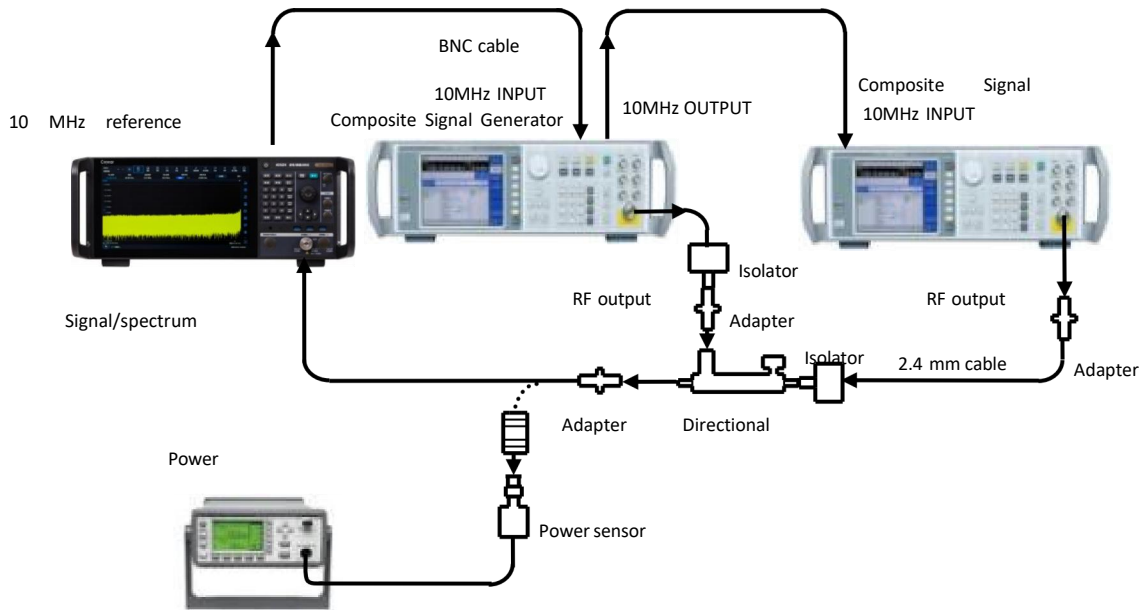 BNC cable
10MHz INPUT
Composite Signal Generator
10MHz OUTPUT
Composite Signal
10MHz INPUT
10 MHz reference
Isolator
RF output
Adapter
Signal/spectrum
RF output
Isolator
2.4 mm cable
Adapter
Adapter
Directional
Power
Power sensor